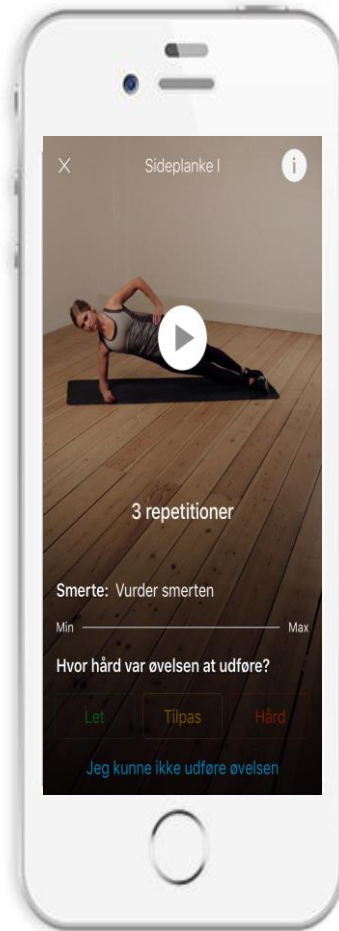 Sideplanke I
i
3 repetitioner
Smerte: Vurder smerten
Min Max
Hvor hård var øvelsen at udføre?
Let Tilpas Hård
Jeg kunne ikke udføre øvelsen